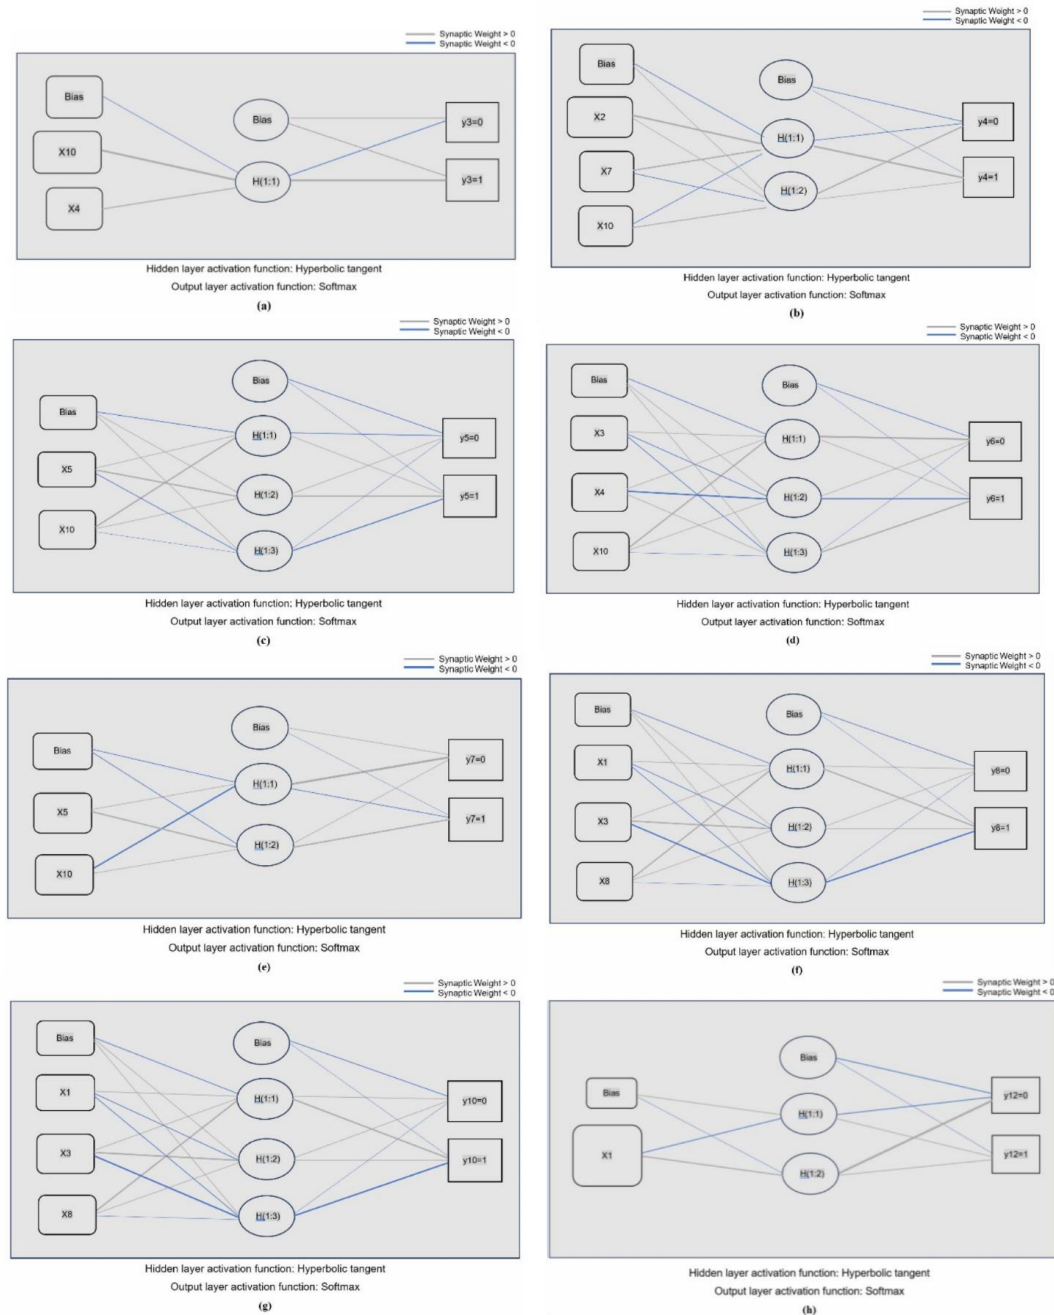 Synaptic Weight > 0
Synaptic Weight < 0
Bias
X10
X4
Bias
H(1:1)
y3=0
y3=1
Hidden layer activation function: Hyperbolic tangent
Output layer activation function: Softmax
(a)
Synaptic Weight > 0
Synaptic Weight < 0
Bias
X2
X7
X10
Bias
H(1:1)
H(1:2)
y4=0
y4=1
Hidden layer activation function: Hyperbolic tangent
Output layer activation function: Softmax
(b)
Synaptic Weight > 0
Synaptic Weight < 0
Bias
X5
X10
Bias
H(1:1)
H(1:2)
H(1:3)
y5=0
y5=1
Hidden layer activation function: Hyperbolic tangent
Output layer activation function: Softmax
(c)
Synaptic Weight > 0
Synaptic Weight < 0
Bias
X3
X4
X10
Bias
H(1:1)
H(1:2)
H(1:3)
y6=0
y6=1
Hidden layer activation function: Hyperbolic tangent
Output layer activation function: Softmax
(d)
Synaptic Weight > 0
Synaptic Weight < 0
Bias
X5
X10
Bias
H(1:1)
H(1:2)
y7=0
y7=1
Hidden layer activation function: Hyperbolic tangent
Output layer activation function: Softmax
(e)
Synaptic Weight > 0
Synaptic Weight < 0
Bias
X1
X3
X8
Bias
H(1:1)
H(1:2)
H(1:3)
y8=0
y8=1
Hidden layer activation function: Hyperbolic tangent
Output layer activation function: Softmax
(f)
Synaptic Weight > 0
Synaptic Weight < 0
Bias
X1
X3
X8
Bias
H(1:1)
H(1:2)
H(1:3)
y10=0
y10=1
Hidden layer activation function: Hyperbolic tangent
Output layer activation function: Softmax
(g)
Synaptic Weight > 0
Synaptic Weight < 0
Bias
X1
Bias
H(1:1)
H(1:2)
y12=0
y12=1
Hidden layer activation function: Hyperbolic tangent
Output layer activation function: Softmax
(h)